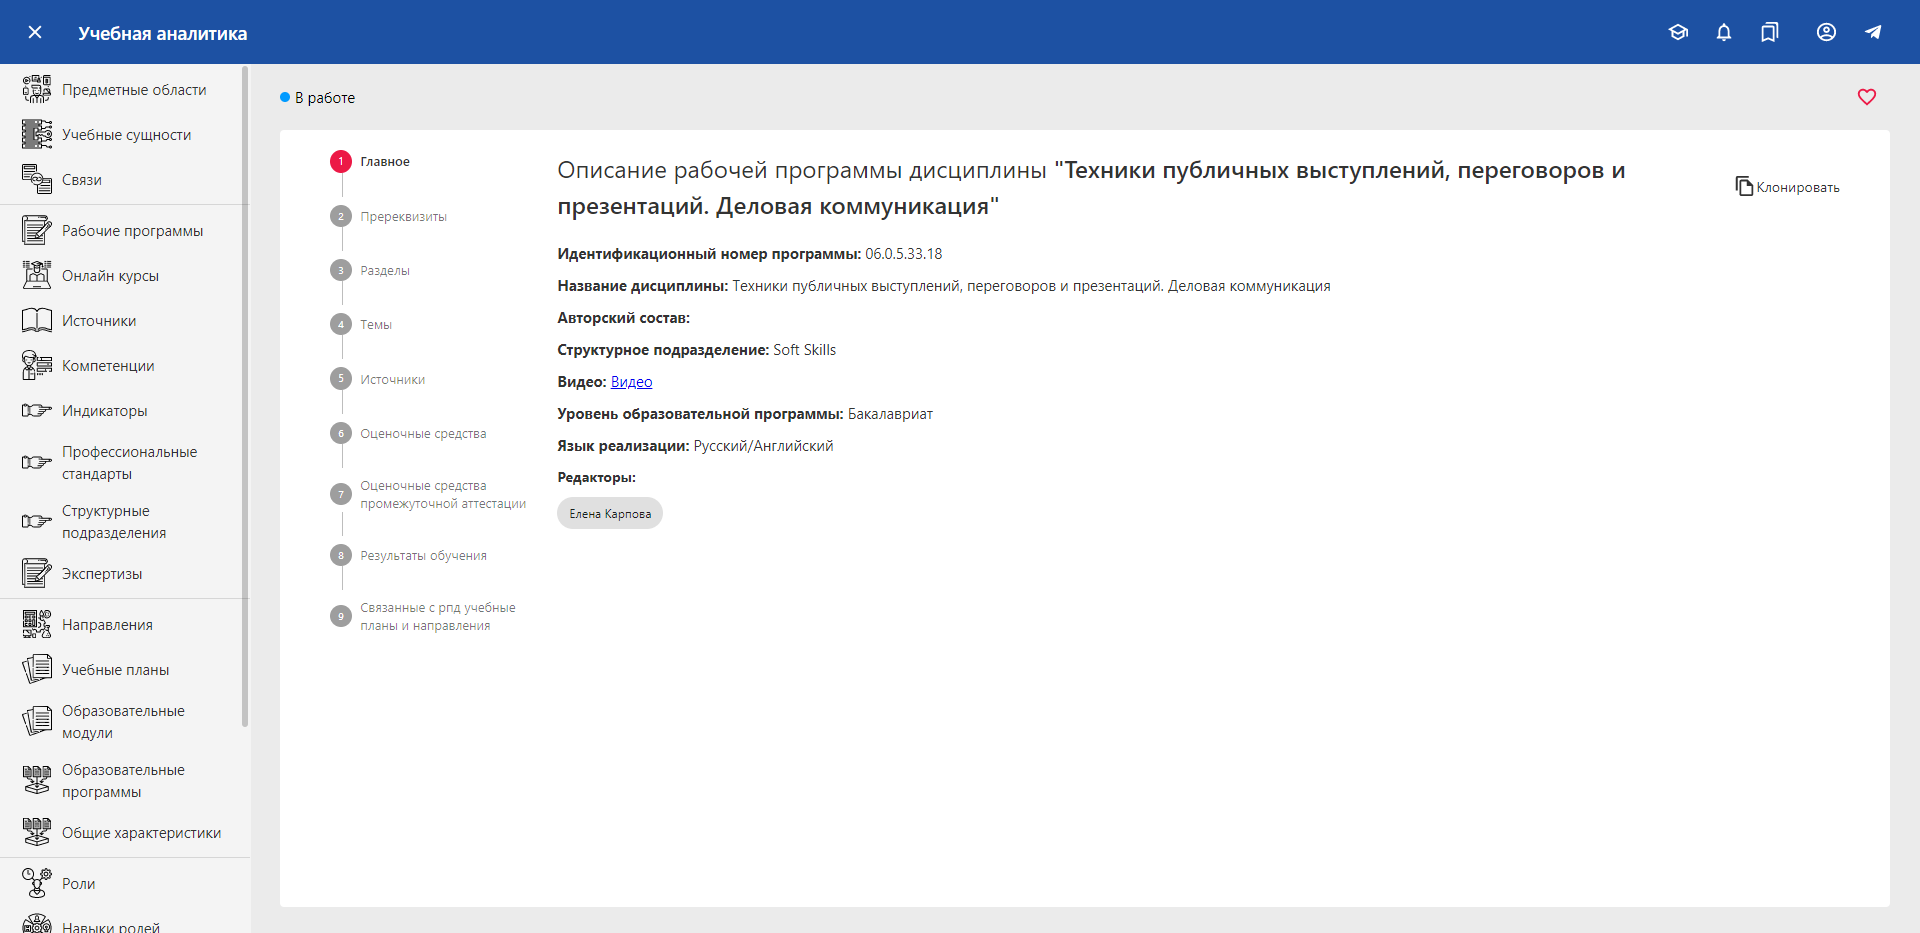 Учебная аналитика
Предметные области
Учебные сущности
Связи
Рабочие программы
Онлайн курсы
Источники
Компетенции
Индикаторы
Профессиональные
стандарты
Структурные
подразделения
Экспертизы
Направления
Учебные планы
Образовательные
модули
Образовательные
программы
Общие характеристики
Роли
Навыки ролей
В работе
1 Главное
2 Пререквизиты
3 Разделы
4 Темы
5 Источники
6 Оценочные средства
7 Оценочные средства
промежуточной аттестации
8 Результаты обучения
9 Связанные с рпд учебные
планы и направления
Описание рабочей программы дисциплины "Техники публичных выступлений, переговоров и
презентаций. Деловая коммуникация"
Клонировать
Идентификационный номер программы: 06.0.5.33.18
Название дисциплины: Техники публичных выступлений, переговоров и презентаций. Деловая коммуникация
Авторский состав:
Структурное подразделение: Soft Skills
Видео: Видео
Уровень образовательной программы: Бакалавриат
Язык реализации: Русский/Английский
Редакторы:
Елена Карпова